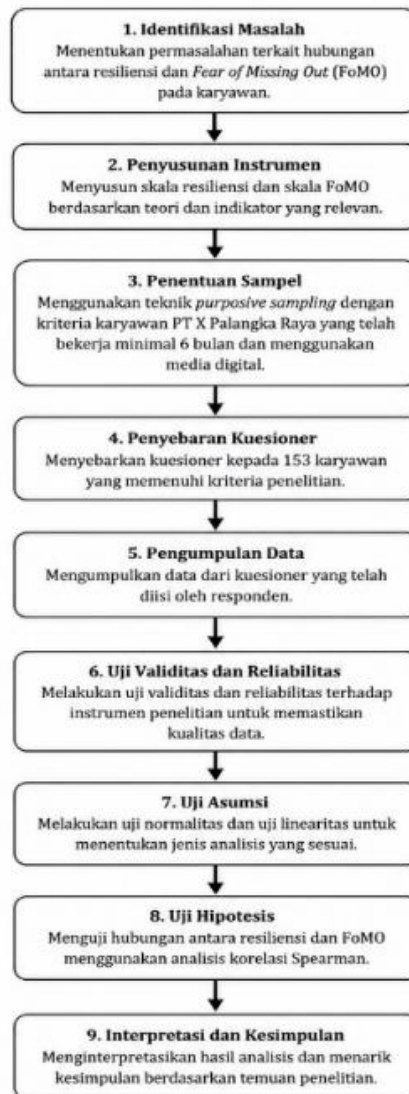 1. Identifikasi Masalah
Menentukan permasalahan terkait hubungan
antara resiliensi dan Fear of Missing Out (FoMO)
pada karyawan.
2. Penyusunan Instrumen
Menyusun skala resiliensi dan skala FoMO
berdasarkan teori dan indikator yang relevan.
3. Penentuan Sampel
Menggunakan teknik purposive sampling dengan
kriteria karyawan PT X Palangka Raya yang telah
bekerja minimal 6 bulan dan menggunakan
media digital.
4. Penyebaran Kuesioner
Menyebarkan kuesioner kepada 153 karyawan
yang memenuhi kriteria penelitian.
5. Pengumpulan Data
Mengumpulkan data dari kuesioner yang telah
diisi oleh responden.
6. Uji Validitas dan Reliabilitas
Melakukan uji validitas dan reliabilitas terhadap
instrumen penelitian untuk memastikan
kualitas data.
7. Uji Asumsi
Melakukan uji normalitas dan uji linearitas untuk
menentukan jenis analisis yang sesuai.
8. Uji Hipotesis
Menguji hubungan antara resiliensi dan FoMO
menggunakan analisis korelasi Spearman.
9. Interpretasi dan Kesimpulan
Menginterpretasikan hasil analisis dan menarik
kesimpulan berdasarkan temuan penelitian.